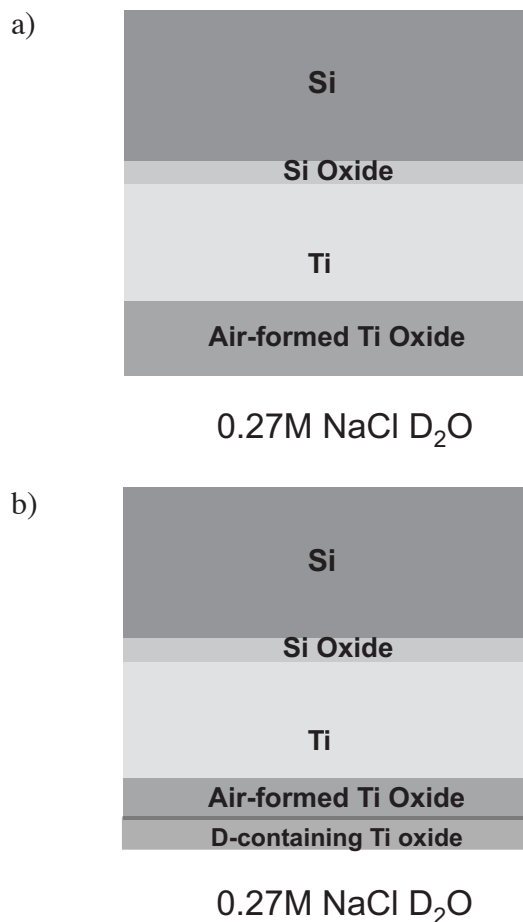 a)
Si
Si Oxide
Ti
Air-formed Ti Oxide
0.27M NaCl D₂O
b)
Si
Si Oxide
Ti
Air-formed Ti Oxide
D-containing Ti oxide
0.27M NaCl D₂O